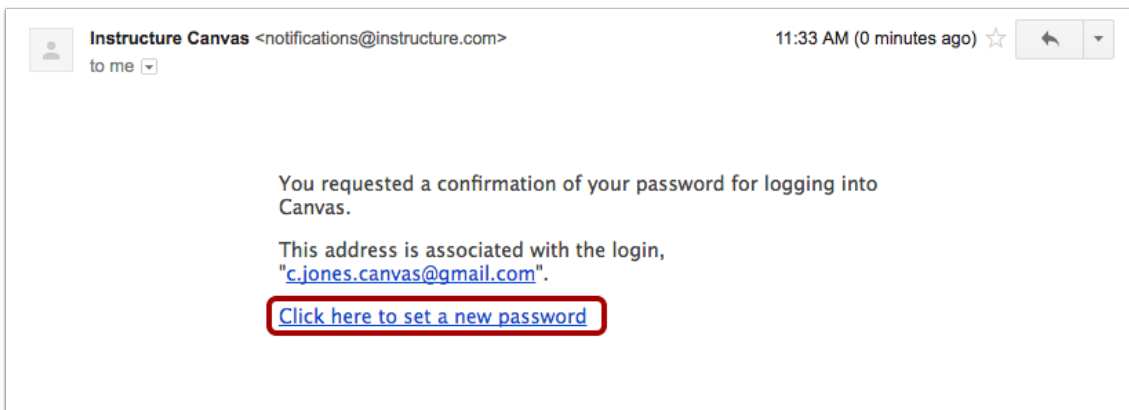 Instructure Canvas <notifications@instructure.com> 11:33 AM (0 minutes ago)
to me
You requested a confirmation of your password for logging into
Canvas.
This address is associated with the login,
"c.jones.canvas@gmail.com".
Click here to set a new password